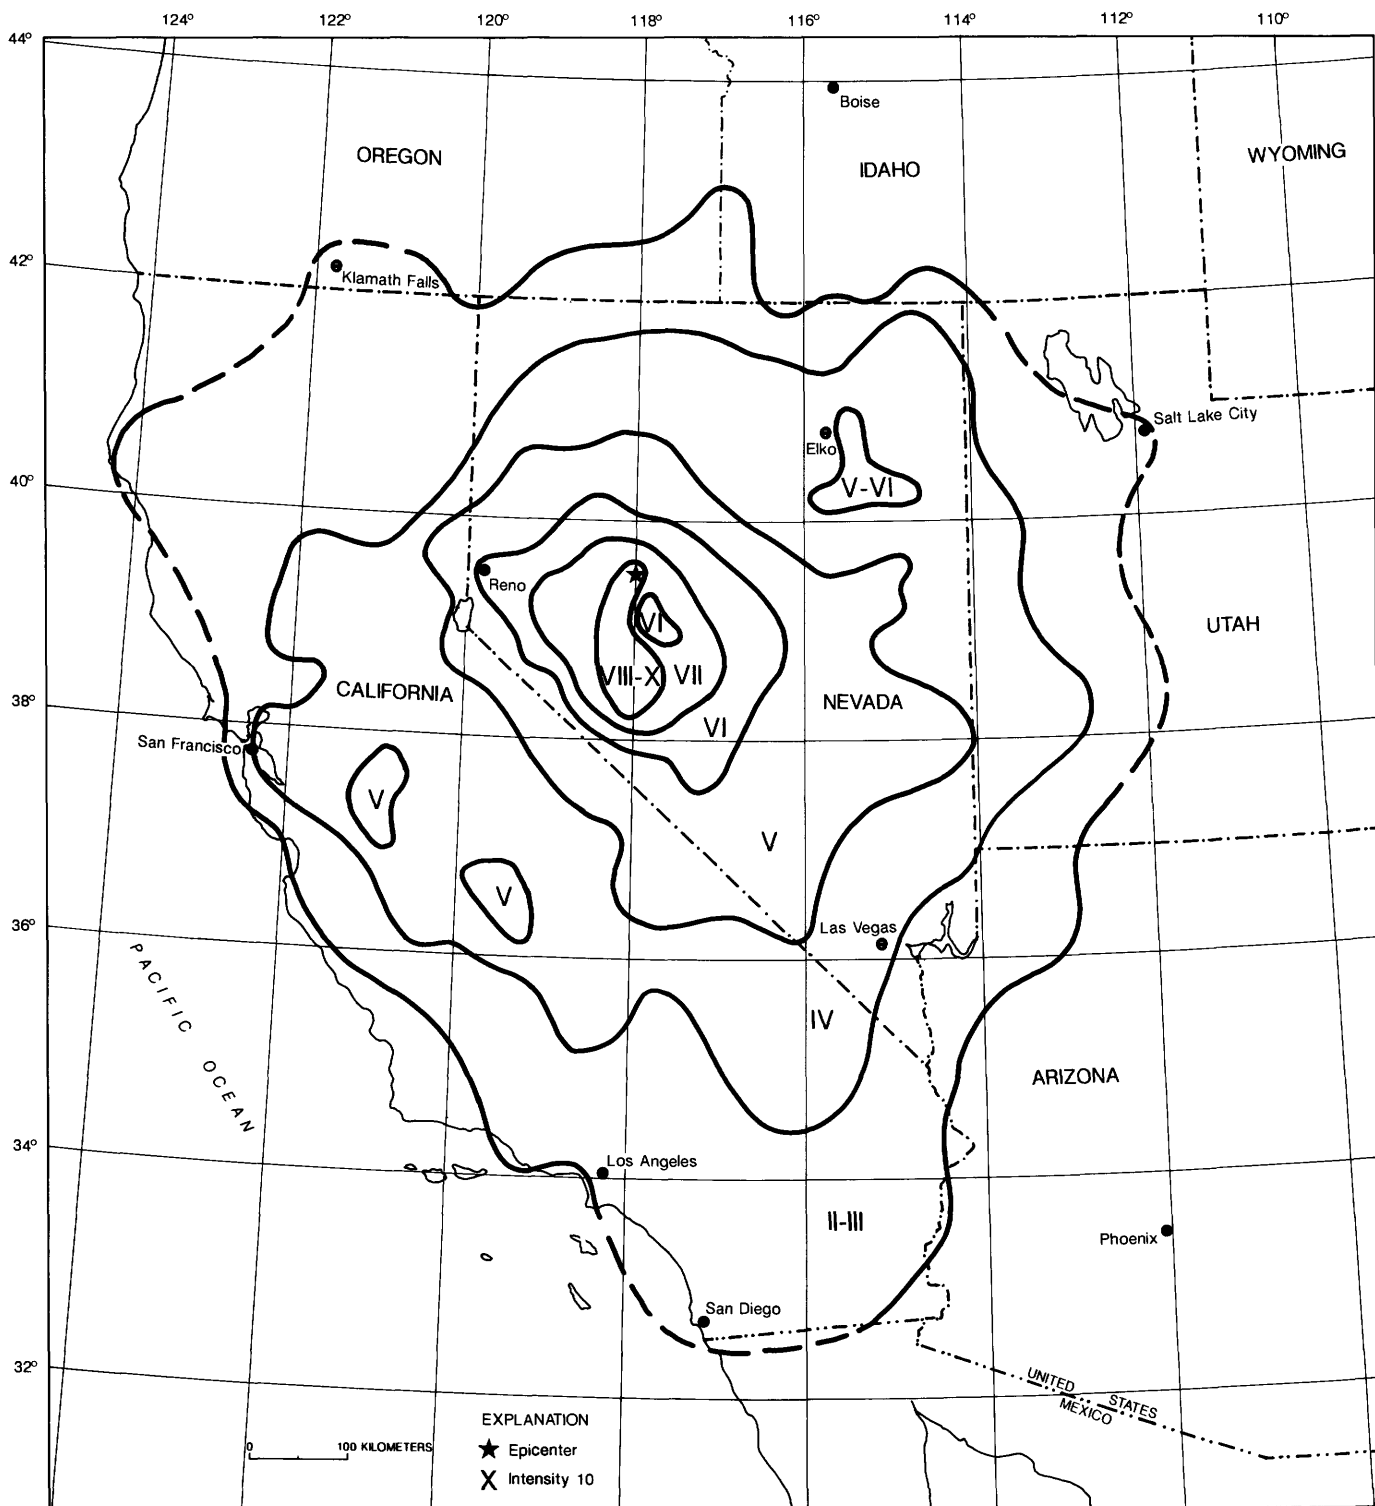 124° 122° 120° 118° 116° 114° 112° 110°
44°
Boise
OREGON
IDAHO
WYOMING
42°
Klamath Falls
Salt Lake City
Elko
40°
V-VI
Reno
VI
UTAH
VIII-X
VII
CALIFORNIA
NEVADA
38°
VI
San Francisco
V
V
V
36°
Las Vegas
PACIFIC OCEAN
IV
ARIZONA
34°
Los Angeles
II-III
Phoenix
San Diego
32°
UNITED STATES
MEXICO
EXPLANATION
0 100 KILOMETERS
★ Epicenter
X Intensity 10